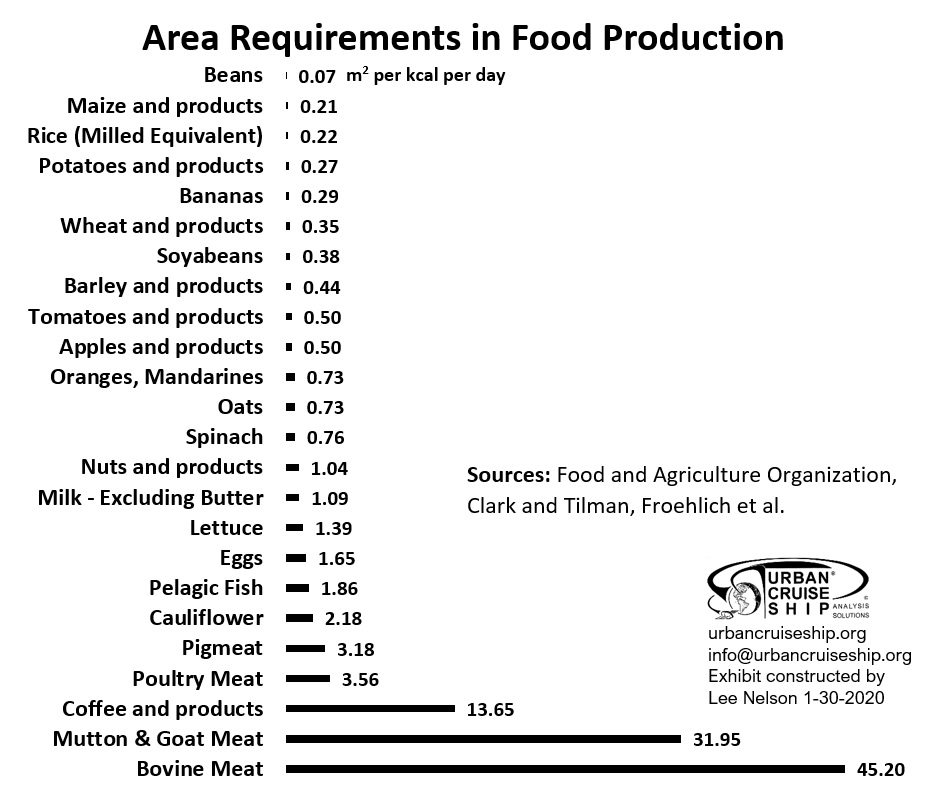 Area Requirements in Food Production
Beans 0.07 m² per kcal per day
Maize and products 0.21
Rice (Milled Equivalent) 0.22
Potatoes and products 0.27
Bananas 0.29
Wheat and products 0.35
Soyabeans 0.38
Barley and products 0.44
Tomatoes and products 0.50
Apples and products 0.50
Oranges, Mandarines 0.73
Oats 0.73
Spinach 0.76
Nuts and products 1.04
Milk - Excluding Butter 1.09
Lettuce 1.39
Eggs 1.65
Pelagic Fish 1.86
Cauliflower 2.18
Pigmeat 3.18
Poultry Meat 3.56
Coffee and products 13.65
Mutton & Goat Meat 31.95
Bovine Meat 45.20
Sources: Food and Agriculture Organization,
Clark and Tilman, Froehlich et al.
URBAN®
CRUISE
SHIP ANALYSIS
SOLUTIONS
©
urbancruiseship.org
info@urbancruiseship.org
Exhibit constructed by
Lee Nelson 1-30-2020